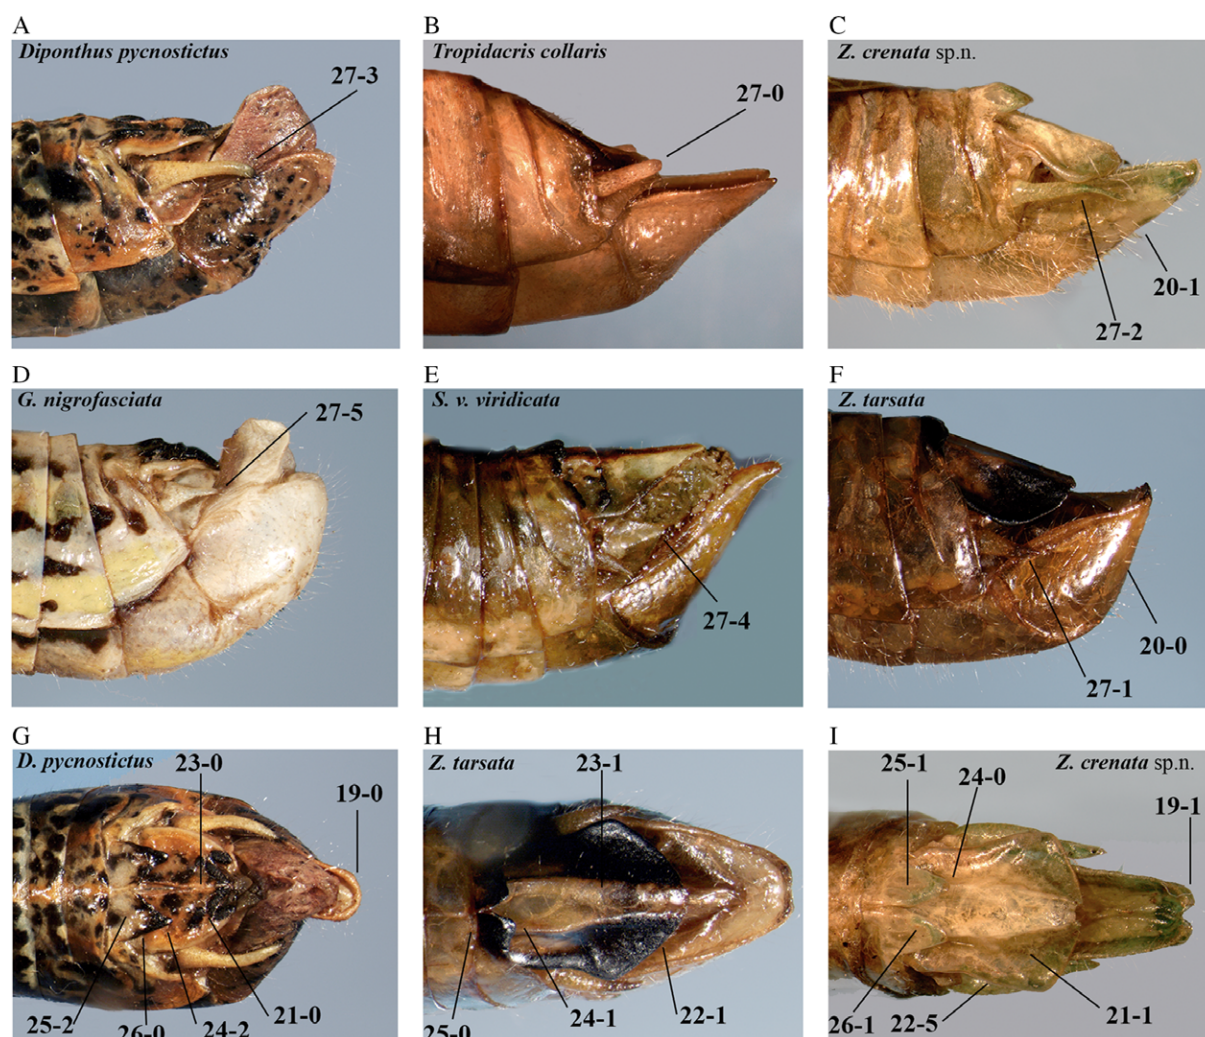 A
B
C
Diponthus pycnostictus
Tropidacris collaris
Z. crenata sp.n.
27-3
27-0
27-2
20-1
D
E
F
G. nigrofasciata
S. v. viridicata
Z. tarsata
27-5
27-4
27-1
20-0
G
H
I
D. pycnostictus
Z. tarsata
Z. crenata sp.n.
23-0
19-0
25-2
26-0
24-2
21-0
23-1
25-0
24-1
22-1
25-1
24-0
19-1
26-1
22-5
21-1